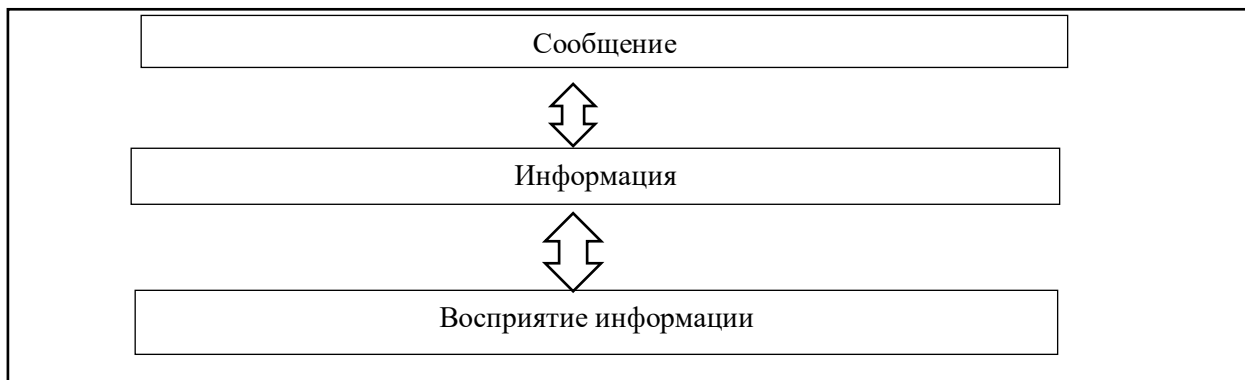 Сообщение
Информация
Восприятие информации